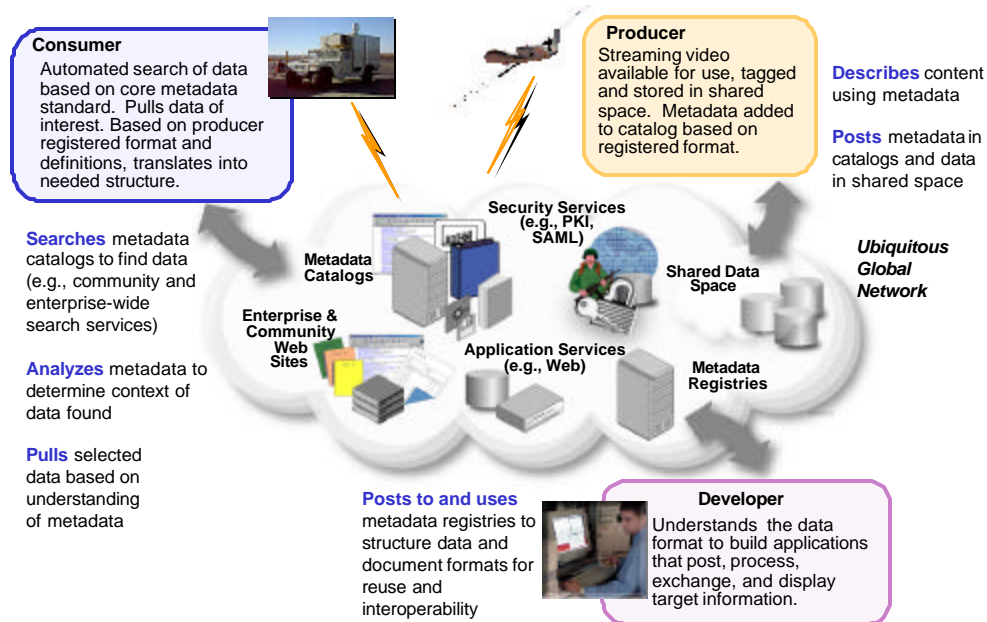 Consumer
Automated search of data
based on core metadata
standard. Pulls data of
interest. Based on producer
registered format and
definitions, translates into
needed structure.
Producer
Streaming video
available for use, tagged
and stored in shared
space. Metadata added
to catalog based on
registered format.
Describes content
using metadata
Posts metadata in
catalogs and data
in shared space
Searches metadata
catalogs to find data
(e.g., community and
enterprise-wide
search services)
Analyzes metadata to
determine context of
data found
Pulls selected
data based on
understanding
of metadata
Metadata
Catalogs
Enterprise &
Community
Web
Sites
Security Services
(e.g., PKI,
SAML)
Application Services
(e.g., Web)
Shared Data
Space
Metadata
Registries
Ubiquitous
Global
Network
Posts to and uses
metadata registries to
structure data and
document formats for
reuse and
interoperability
Developer
Understands the data
format to build applications
that post, process,
exchange, and display
target information.